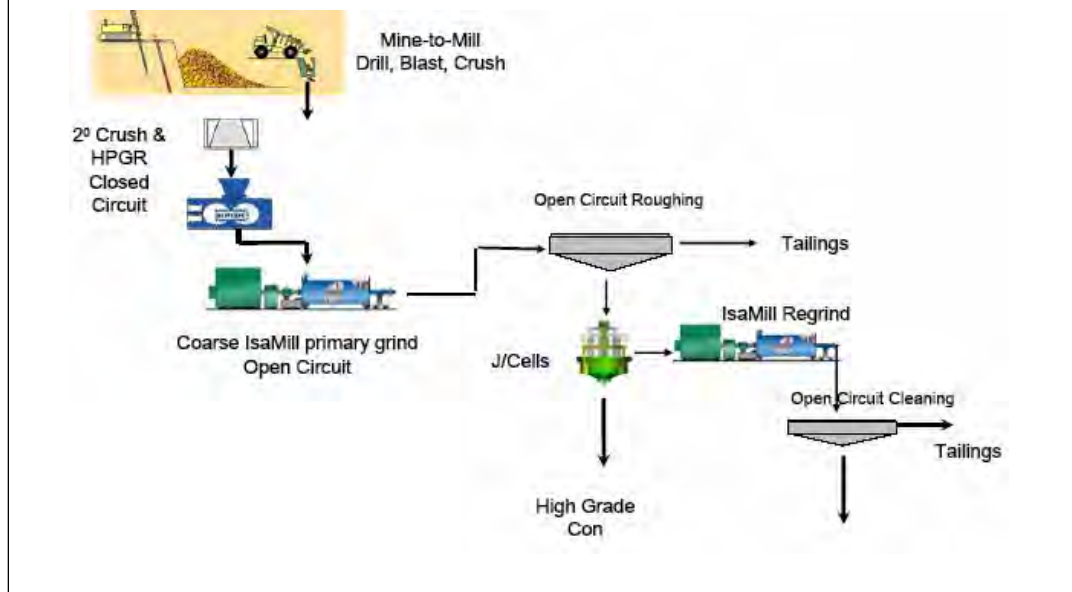 Mine-to-Mill
Drill, Blast, Crush
2º Crush &
HPGR
Closed
Circuit
Open Circuit Roughing
Tailings
IsaMill Regrind
Coarse IsaMill primary grind
Open Circuit
J/Cells
Open Circuit Cleaning
Tailings
High Grade
Con